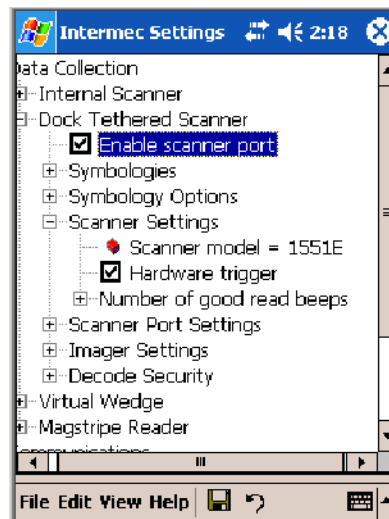 Intermec Settings 2:18
Data Collection
Internal Scanner
Dock Tethered Scanner
Enable scanner port
Symbologies
Symbology Options
Scanner Settings
Scanner model = 1551E
Hardware trigger
Number of good read beeps
Scanner Port Settings
Imager Settings
Decode Security
Virtual Wedge
Magstripe Reader
Communications
File Edit View Help